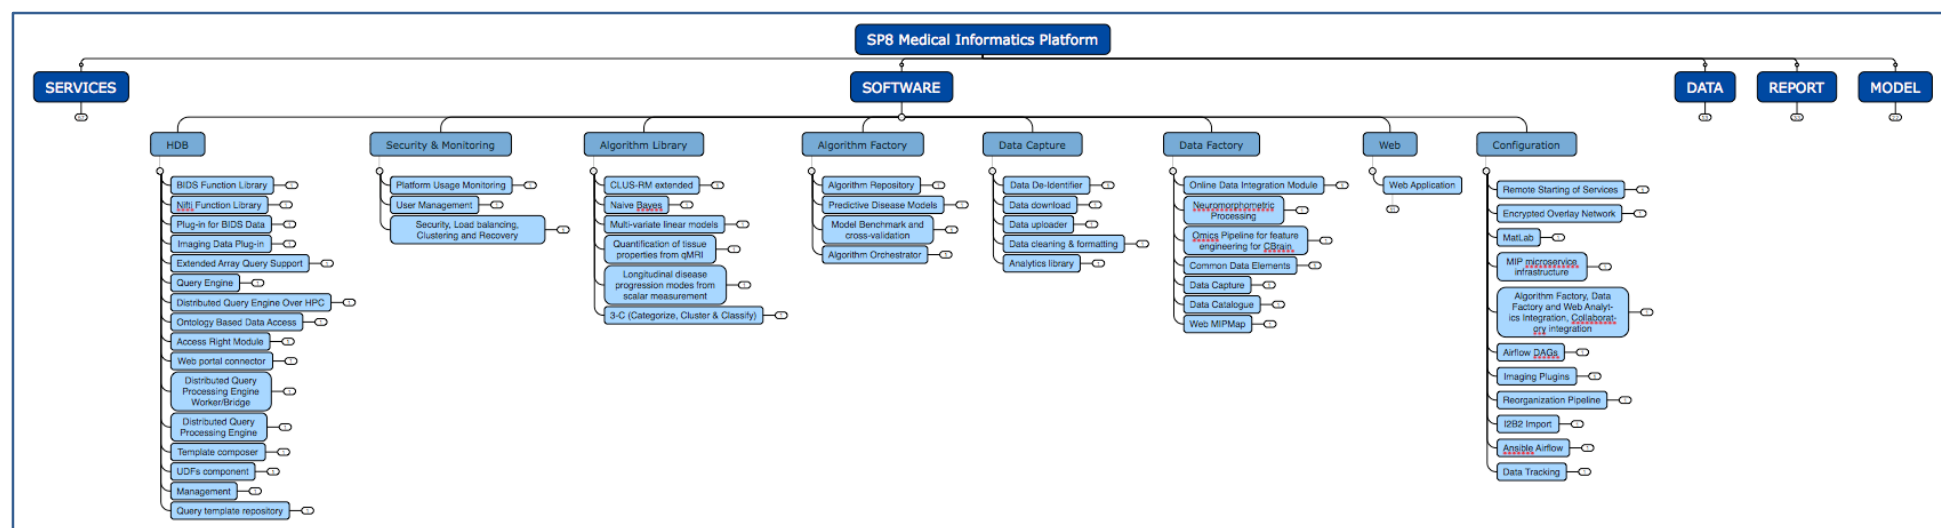 SP8 Medical Informatics Platform
SERVICES
SOFTWARE
DATA
REPORT
MODEL
HDB
Security & Monitoring
Algorithm Library
Algorithm Factory
Data Capture
Data Factory
Web
Configuration
BIDS Function Library
Nifti Function Library
Plug-in for BIDS Data
Imaging Data Plug-in
Extended Array Query Support
Query Engine
Distributed Query Engine Over HPC
Ontology Based Data Access
Access Right Module
Web portal connector
Distributed Query
Processing Engine
Worker/Bridge
Distributed Query
Processing Engine
Template composer
UDFs component
Management
Query template repository
Platform Usage Monitoring
User Management
Security, Load balancing,
Clustering and Recovery
CLUS-RM extended
Naive Bayes
Multi-variate linear models
Quantification of tissue
properties from qMRI
Longitudinal disease
progression modes from
scalar measurement
3-C (Categorize, Cluster & Classify)
Algorithm Repository
Predictive Disease Models
Model Benchmark and
cross-validation
Algorithm Orchestrator
Data De-Identifier
Data download
Data uploader
Data cleaning & formatting
Analytics library
Online Data Integration Module
Neuromorphometric
Processing
Omics Pipeline for feature
engineering for CBrain
Common Data Elements
Data Capture
Data Catalogue
Web MIPMap
Web Application
Remote Starting of Services
Encrypted Overlay Network
MatLab
MIP microservice
infrastructure
Algorithm Factory, Data
Factory and Web Analyt-
ics Integration, Collaborat-
ory integration
Airflow DAGs
Imaging Plugins
Reorganization Pipeline
I2B2 Import
Ansible Airflow
Data Tracking